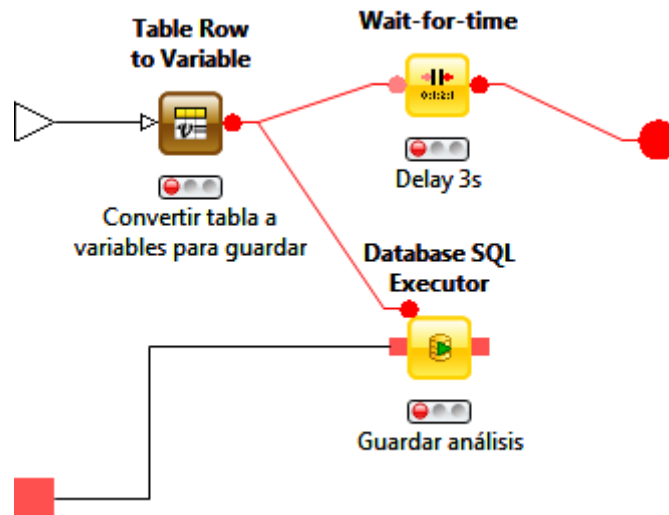 Table Row
to Variable
Convertir tabla a
variables para guardar
Wait-for-time
Delay 3s
Database SQL
Executor
Guardar análisis